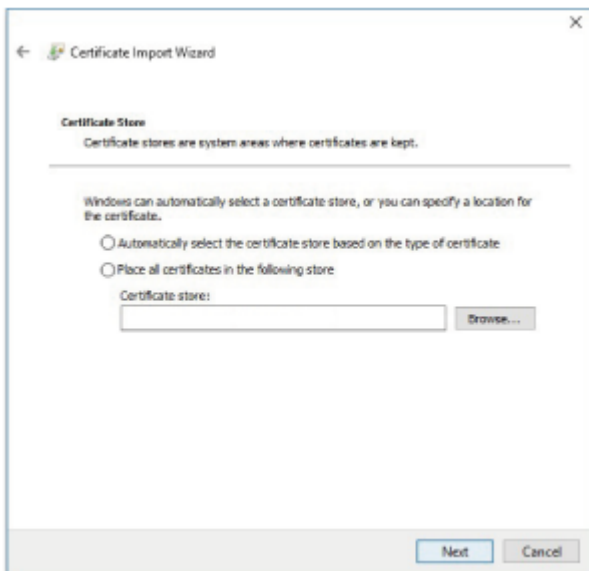 Certificate Import Wizard
Certificate Store
Certificate stores are system areas where certificates are kept.
Windows can automatically select a certificate store, or you can specify a location for
the certificate.
Automatically select the certificate store based on the type of certificate
Place all certificates in the following store
Certificate store:
Browse...
Next
Cancel